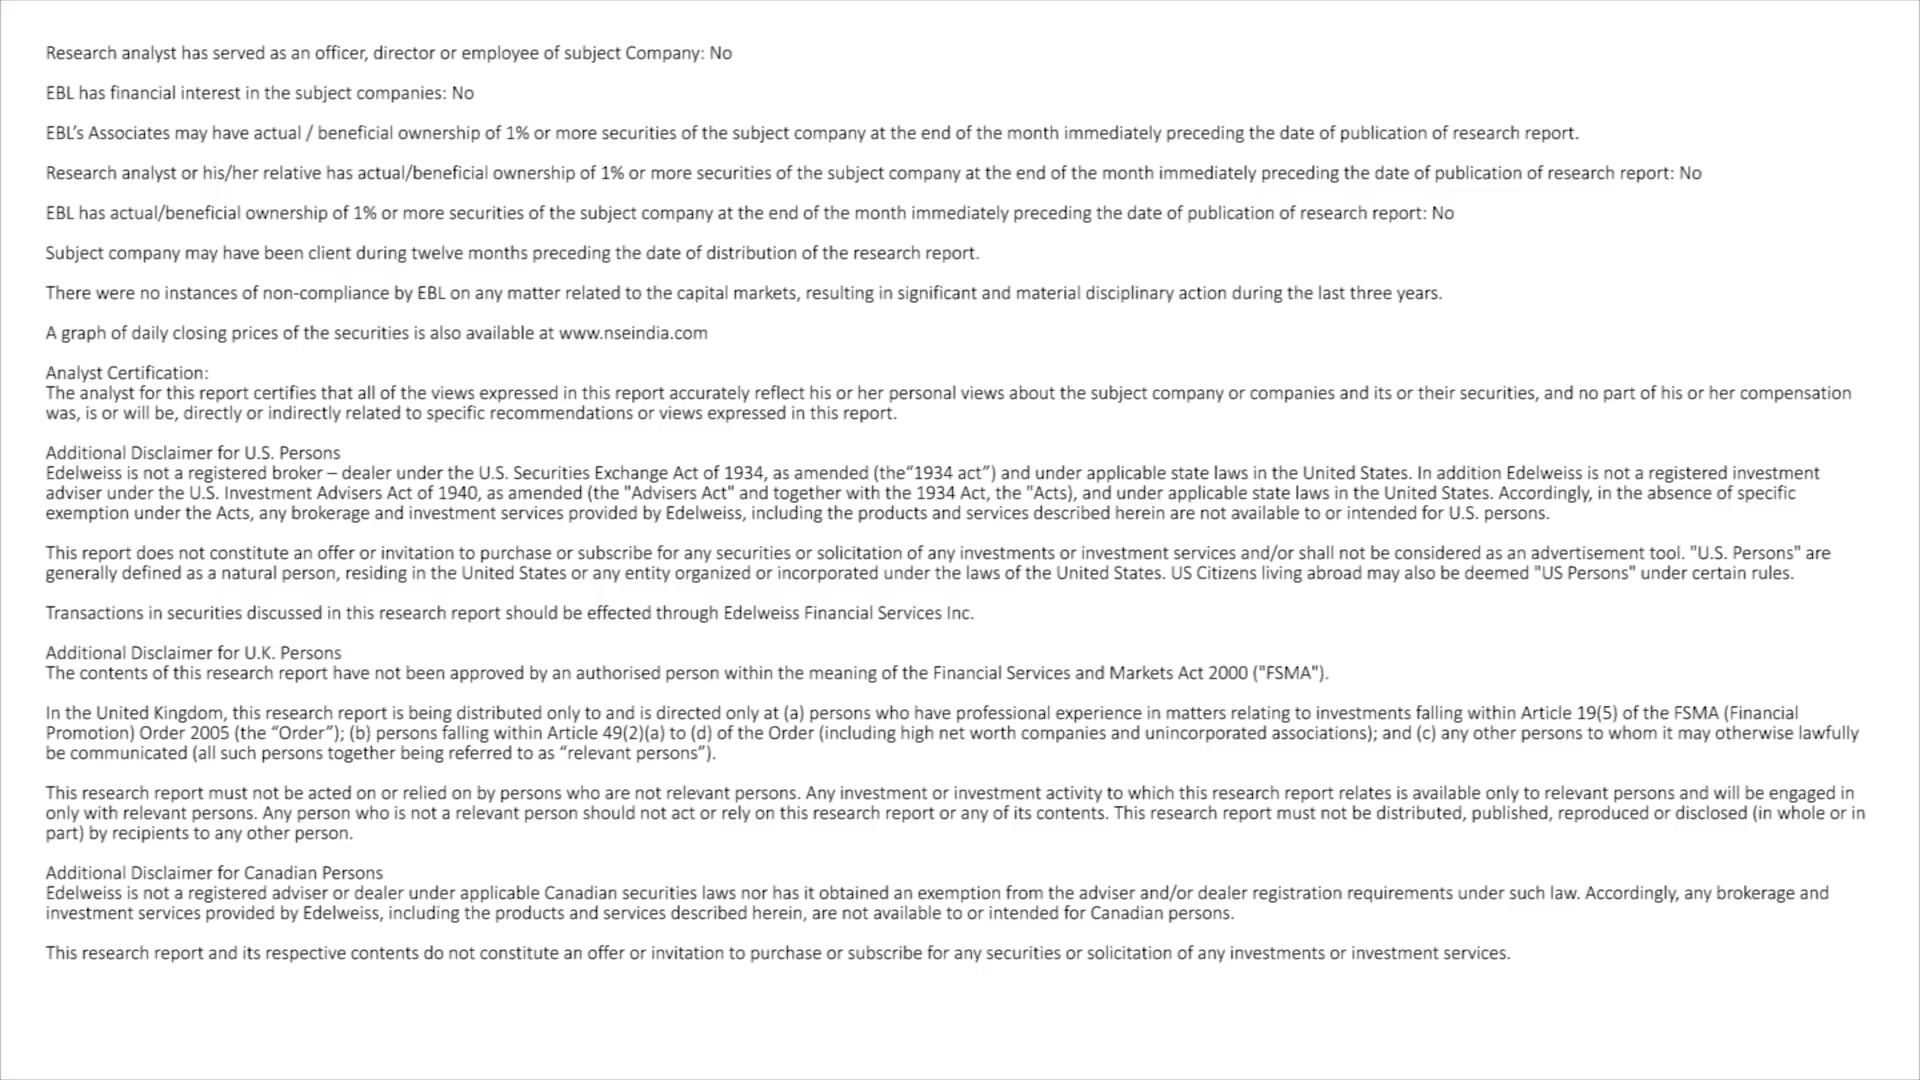 Research analyst has served as an officer, director or employee of subject Company: No
EBL has financial interest in the subject companies: No
EBL’s Associates may have actual / beneficial ownership of 1% or more securities of the subject company at the end of the month immediately preceding the date of publication of research report.
Research analyst or his/her relative has actual/beneficial ownership of 1% or more securities of the subject company at the end of the month immediately preceding the date of publication of research report: No
EBL has actual/beneficial ownership of 1% or more securities of the subject company at the end of the month immediately preceding the date of publication of research report: No
Subject company may have been client during twelve months preceding the date of distribution of the research report.
There were no instances of non-compliance by EBL on any matter related to the capital markets, resulting in significant and material disciplinary action during the last three years.
A graph of daily closing prices of the securities is also available at www.nseindia.com
Analyst Certification:
The analyst for this report certifies that all of the views expressed in this report accurately reflect his or her personal views about the subject company or companies and its or their securities, and no part of his or her compensation
was, is or will be, directly or indirectly related to specific recommendations or views expressed in this report.
Additional Disclaimer for U.S. Persons
Edelweiss is not a registered broker – dealer under the U.S. Securities Exchange Act of 1934, as amended (the“1934 act”) and under applicable state laws in the United States. In addition Edelweiss is not a registered investment
adviser under the U.S. Investment Advisers Act of 1940, as amended (the "Advisers Act" and together with the 1934 Act, the "Acts), and under applicable state laws in the United States. Accordingly, in the absence of specific
exemption under the Acts, any brokerage and investment services provided by Edelweiss, including the products and services described herein are not available to or intended for U.S. persons.
This report does not constitute an offer or invitation to purchase or subscribe for any securities or solicitation of any investments or investment services and/or shall not be considered as an advertisement tool. "U.S. Persons" are
generally defined as a natural person, residing in the United States or any entity organized or incorporated under the laws of the United States. US Citizens living abroad may also be deemed "US Persons" under certain rules.
Transactions in securities discussed in this research report should be effected through Edelweiss Financial Services Inc.
Additional Disclaimer for U.K. Persons
The contents of this research report have not been approved by an authorised person within the meaning of the Financial Services and Markets Act 2000 ("FSMA").
In the United Kingdom, this research report is being distributed only to and is directed only at (a) persons who have professional experience in matters relating to investments falling within Article 19(5) of the FSMA (Financial
Promotion) Order 2005 (the “Order”); (b) persons falling within Article 49(2)(a) to (d) of the Order (including high net worth companies and unincorporated associations); and (c) any other persons to whom it may otherwise lawfully
be communicated (all such persons together being referred to as “relevant persons”).
This research report must not be acted on or relied on by persons who are not relevant persons. Any investment or investment activity to which this research report relates is available only to relevant persons and will be engaged in
only with relevant persons. Any person who is not a relevant person should not act or rely on this research report or any of its contents. This research report must not be distributed, published, reproduced or disclosed (in whole or in
part) by recipients to any other person.
Additional Disclaimer for Canadian Persons
Edelweiss is not a registered adviser or dealer under applicable Canadian securities laws nor has it obtained an exemption from the adviser and/or dealer registration requirements under such law. Accordingly, any brokerage and
investment services provided by Edelweiss, including the products and services described herein, are not available to or intended for Canadian persons.
This research report and its respective contents do not constitute an offer or invitation to purchase or subscribe for any securities or solicitation of any investments or investment services.